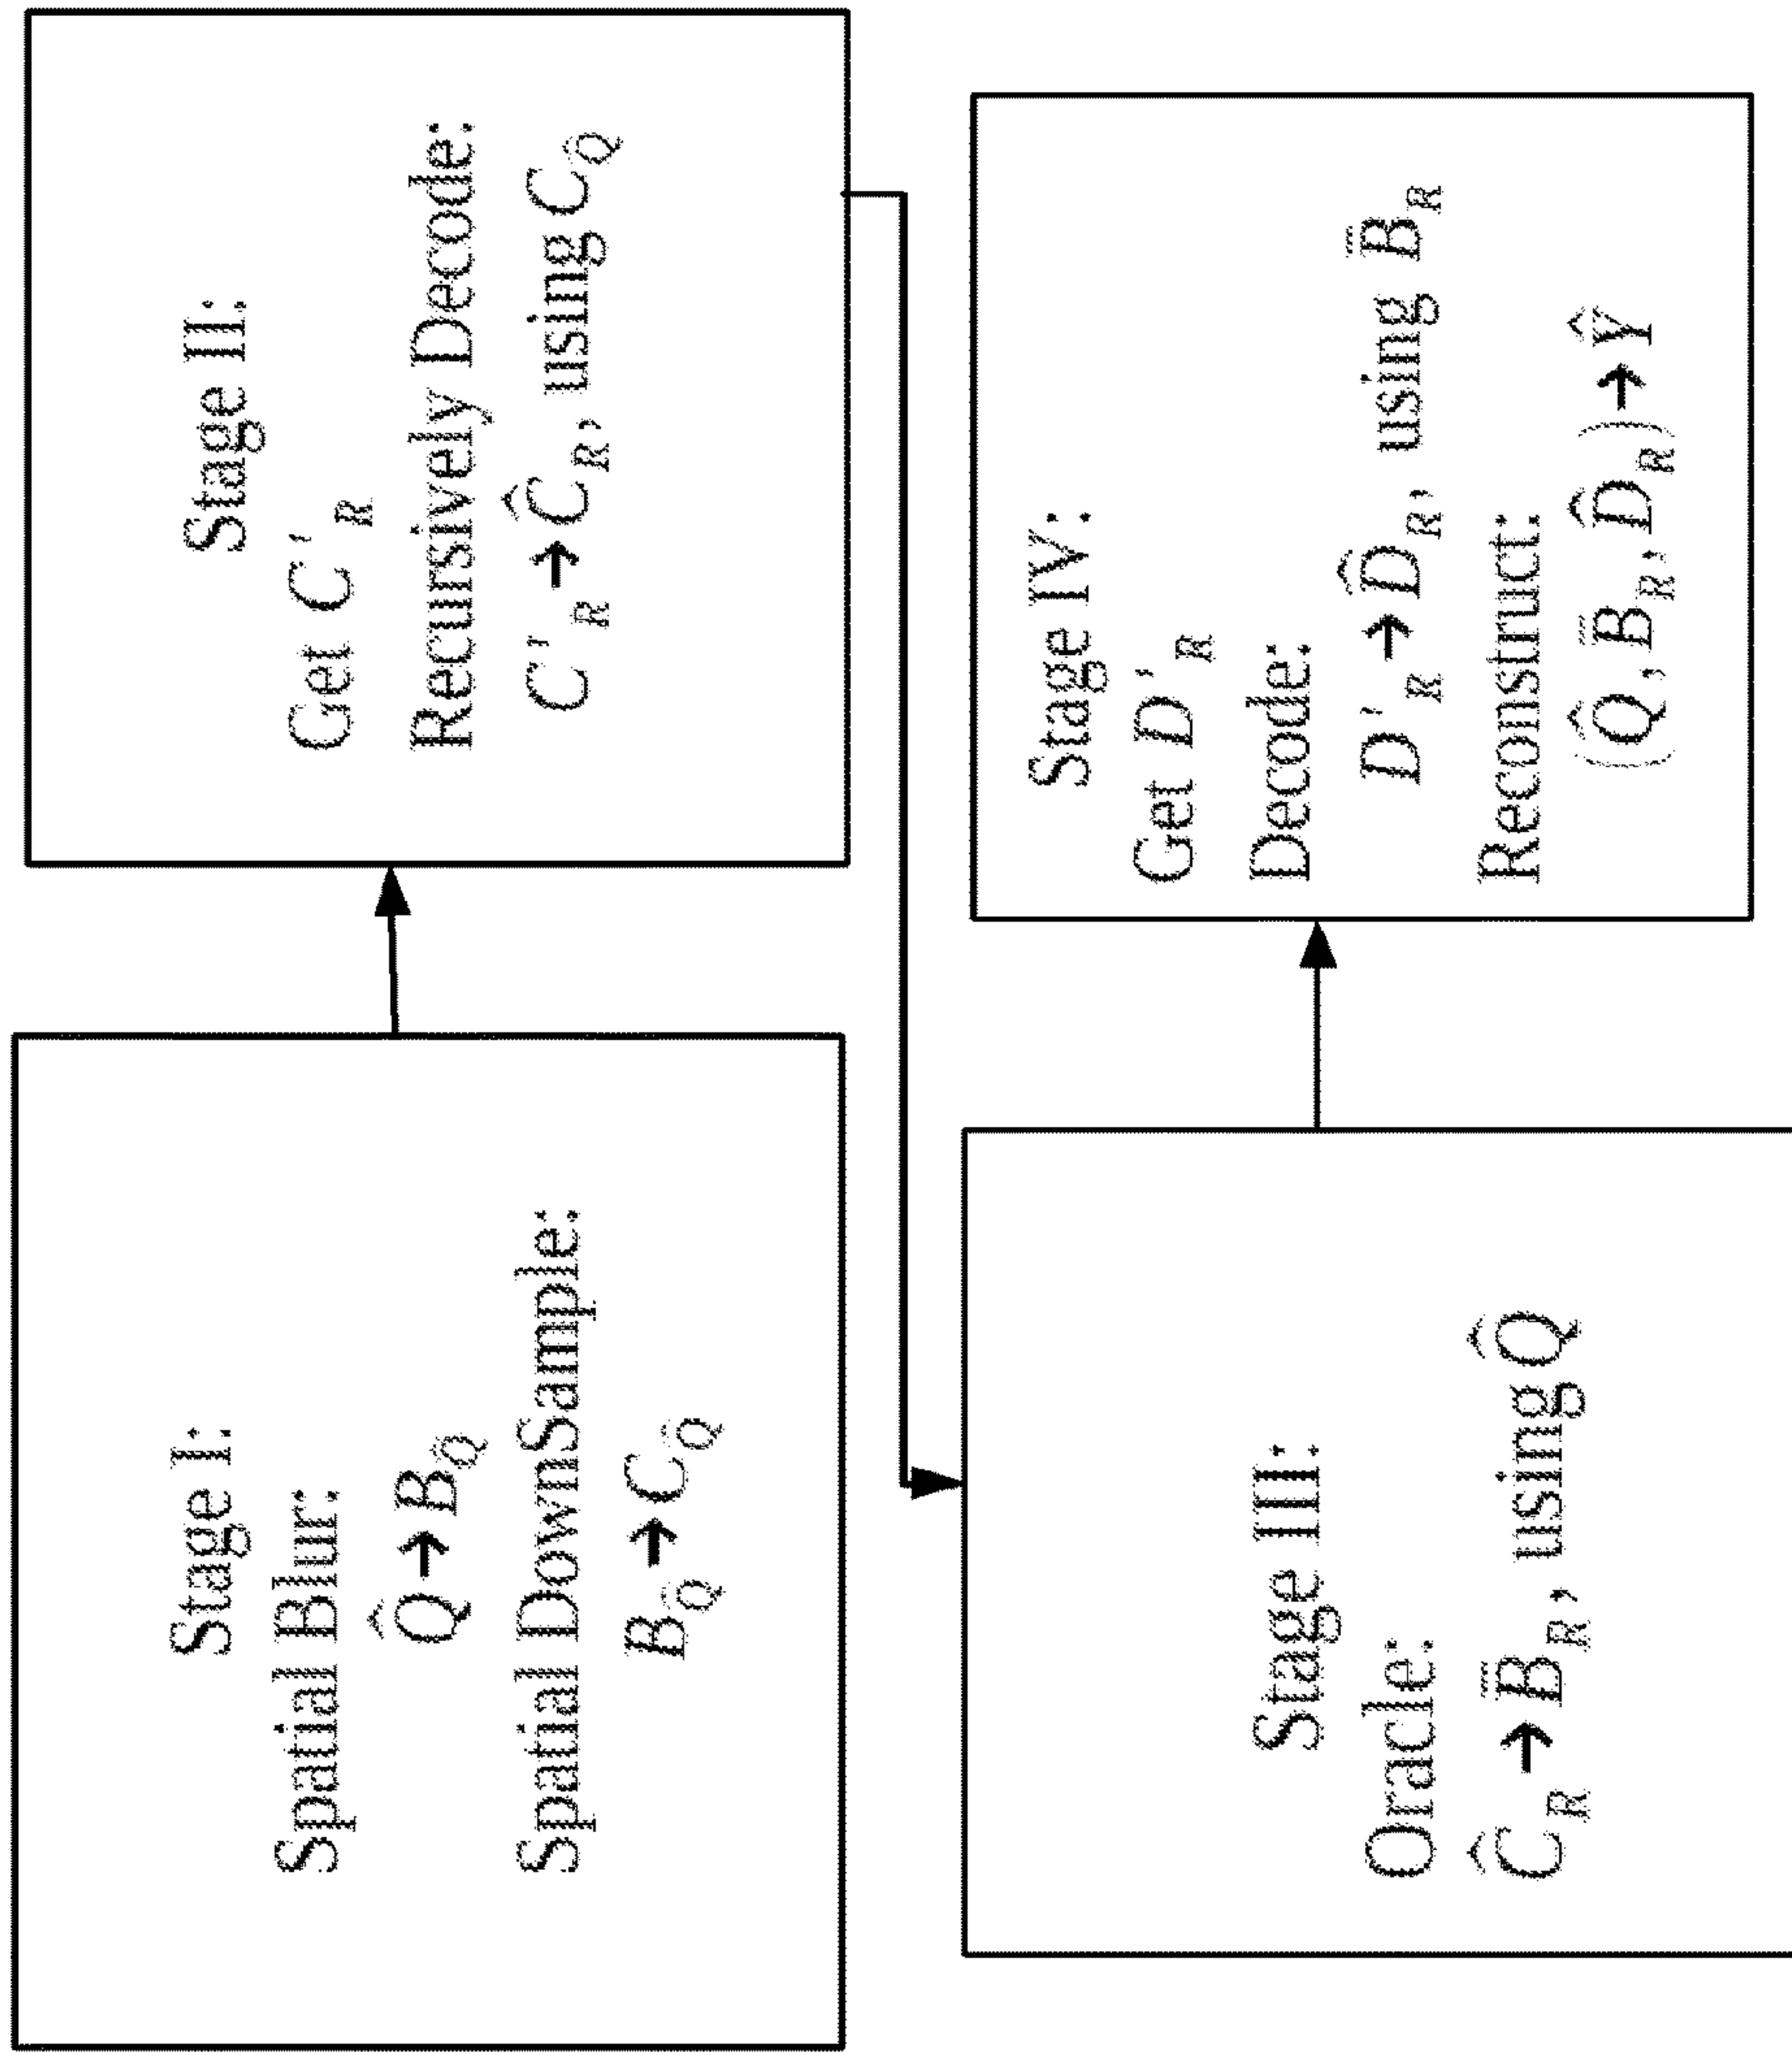 Stage I:
Spatial Blur:
Q̂→B_Q̂
Spatial DownSample:
B_Q̂→C_Q̂
Stage II:
Get C'_R
Recursively Decode:
C'_R→Ĉ_R, using C_Q̂
Stage III:
Oracle:
Ĉ_R→B̄_R, using Q̂
Stage IV:
Get D'_R
Decode:
D'_R→D̂_R, using B̄_R
Reconstruct:
(Q̂, B̄_R, D̂_R)→Ŷ